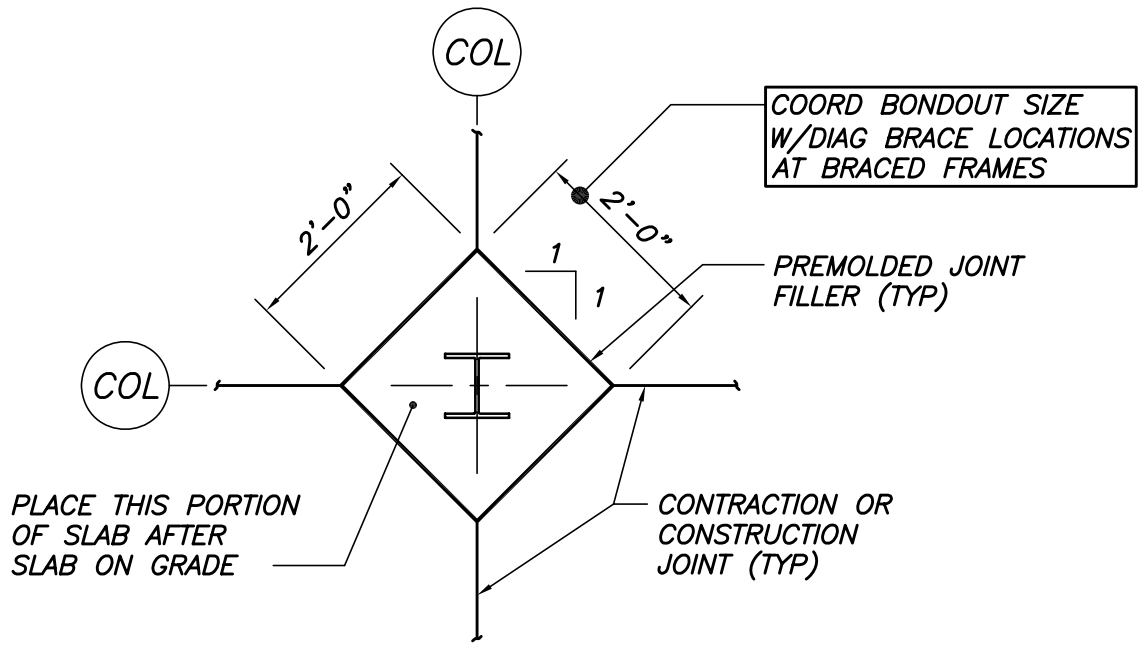 COL
COORD BONDOUT SIZE
W/DIAG BRACE LOCATIONS
AT BRACED FRAMES
2'-0"
2'-0"
1
1
PREMOLDED JOINT
FILLER (TYP)
COL
PLACE THIS PORTION
OF SLAB AFTER
SLAB ON GRADE
CONTRACTION OR
CONSTRUCTION
JOINT (TYP)